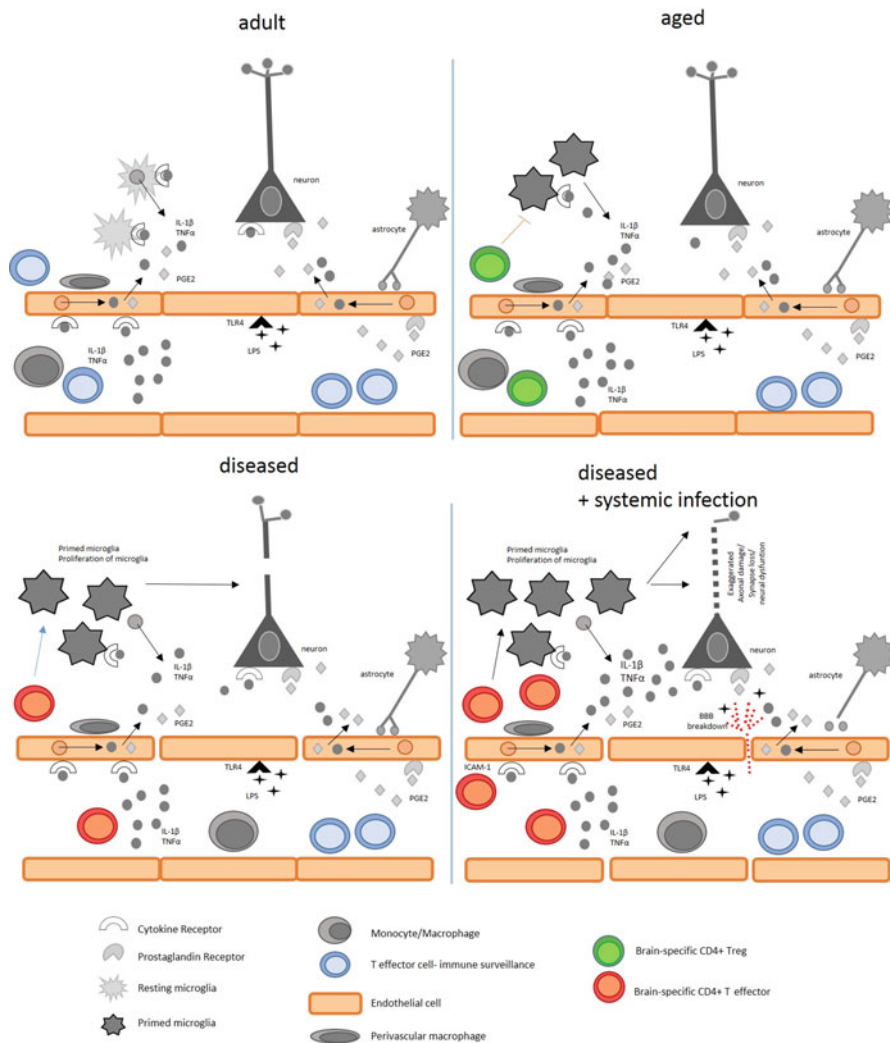 adult
neuron
IL-1β
TNFα
astrocyte
PGE2
TLR4
LPS
PGE2
IL-1β
TNFα
aged
neuron
IL-1β
TNFα
astrocyte
PGE2
TLR4
LPS
PGE2
IL-1β
TNFα
diseased
Primed microglia
Proliferation of microglia
neuron
IL-1β
TNFα
astrocyte
PGE2
TLR4
LPS
PGE2
IL-1β
TNFα
diseased
+ systemic infection
Primed microglia
Proliferation of microglia
Exaggerated
Axonal damage/
Synapse loss/
neural dysfuntion
neuron
IL-1β
TNFα
astrocyte
PGE2
BBB
breakdown
ICAM-1
TLR4
LPS
PGE2
IL-1β
TNFα
Cytokine Receptor
Prostaglandin Receptor
Resting microglia
Primed microglia
Monocyte/Macrophage
T effector cell- immune surveillance
Endothelial cell
Perivascular macrophage
Brain-specific CD4+ Treg
Brain-specific CD4+ T effector